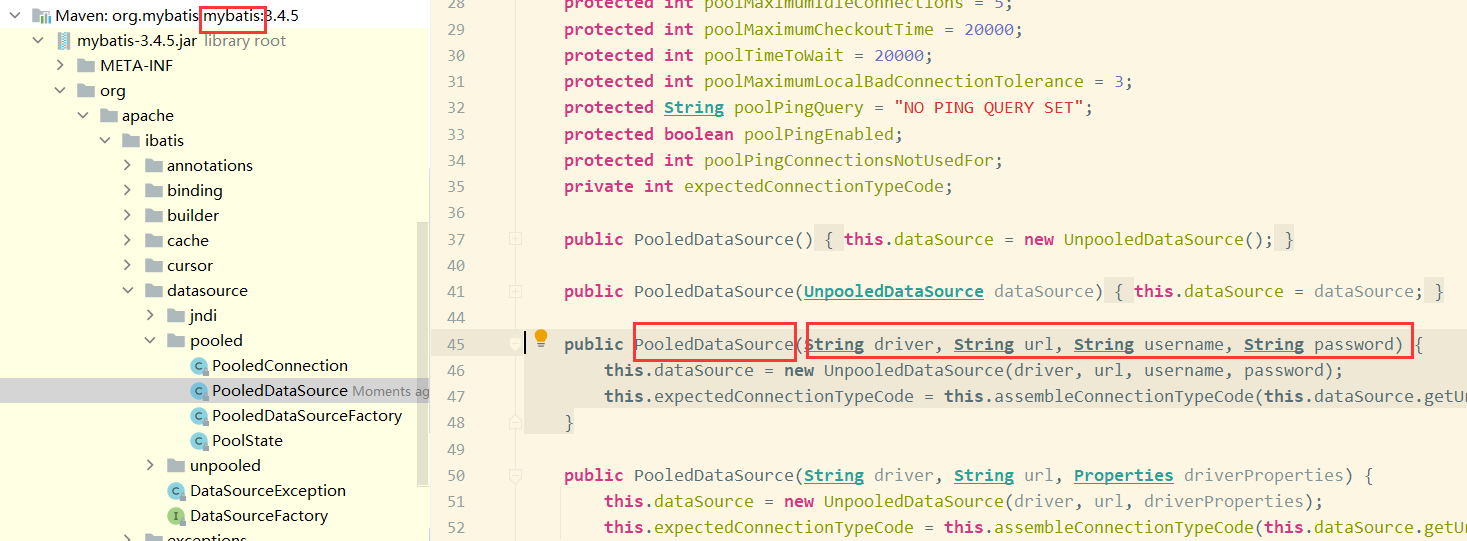 Maven: org.mybatis:mybatis:3.4.5
mybatis-3.4.5.jar library root
META-INF
org
apache
ibatis
annotations
binding
builder
cache
cursor
datasource
jndi
pooled
PooledConnection
PooledDataSource Moments ag
PooledDataSourceFactory
PoolState
unpooled
DataSourceException
DataSourceFactory
exceptions
28 protected int poolMaximumIdleConnections = 5;
29 protected int poolMaximumCheckoutTime = 20000;
30 protected int poolTimeToWait = 20000;
31 protected int poolMaximumLocalBadConnectionTolerance = 3;
32 protected String poolPingQuery = "NO PING QUERY SET";
33 protected boolean poolPingEnabled;
34 protected int poolPingConnectionsNotUsedFor;
35 private int expectedConnectionTypeCode;
36
37 public PooledDataSource() { this.dataSource = new UnpooledDataSource(); }
40
41 public PooledDataSource(UnpooledDataSource dataSource) { this.dataSource = dataSource; }
44
45 public PooledDataSource(String driver, String url, String username, String password) {
46 this.dataSource = new UnpooledDataSource(driver, url, username, password);
47 this.expectedConnectionTypeCode = this.assembleConnectionTypeCode(this.dataSource.getU
48 }
49
50 public PooledDataSource(String driver, String url, Properties driverProperties) {
51 this.dataSource = new UnpooledDataSource(driver, url, driverProperties);
52 this.expectedConnectionTypeCode = this.assembleConnectionTypeCode(this.dataSource.getU